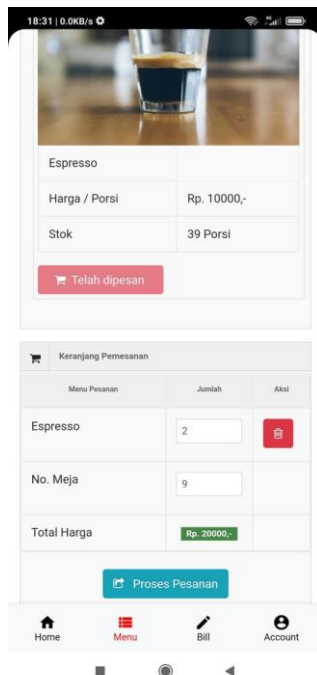 18:31 | 0.0KB/s
4G
Espresso
Harga / Porsi Rp. 10000,-
Stok 39 Porsi
Telah dipesan
Keranjang Pemesanan
Menu Pesanan Jumlah Aksi
Espresso 2
No. Meja 9
Total Harga Rp. 20000,-
Proses Pesanan
Home Menu Bill Account